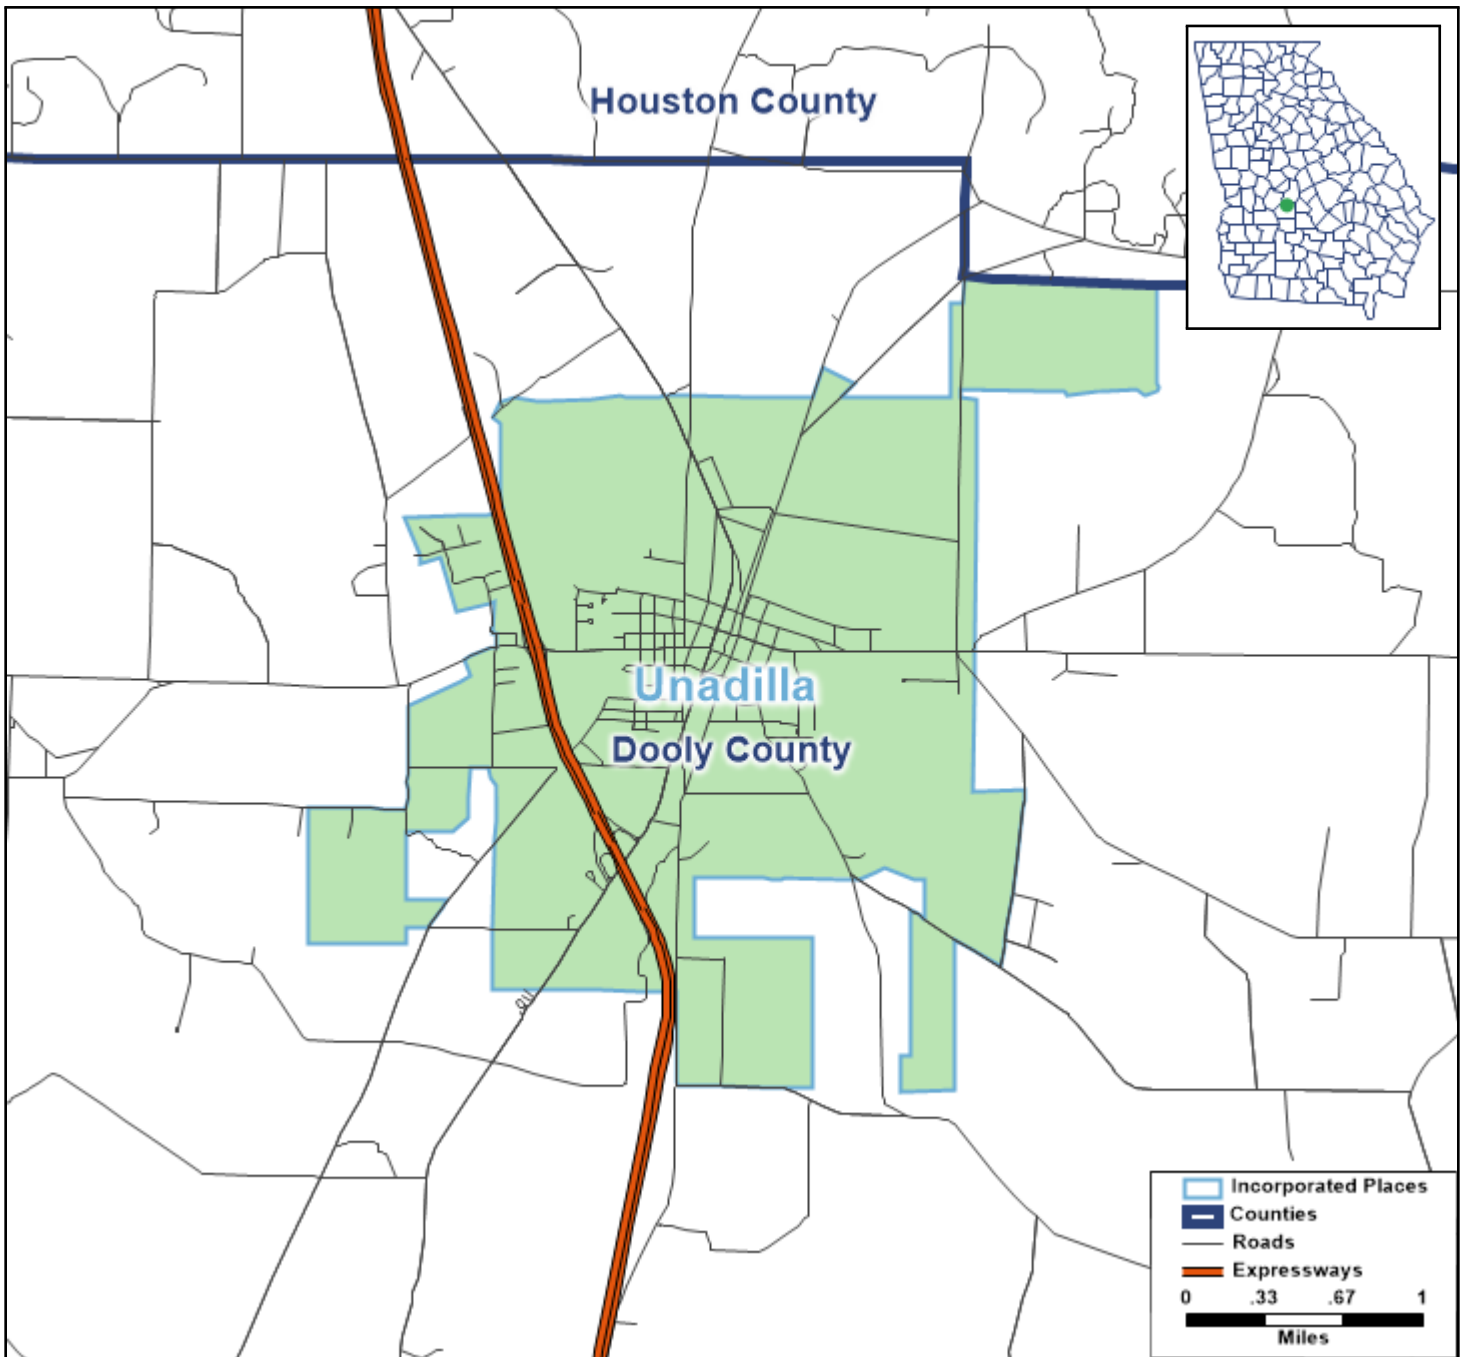 Houston County
Unadilla
Dooly County
Incorporated Places
Counties
Roads
Expressways
0 .33 .67 1
Miles